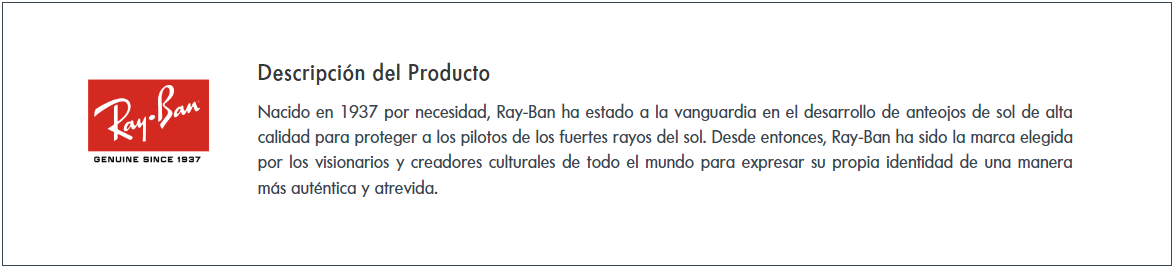 Ray-Ban
GENUINE SINCE 1937
Descripción del Producto
Nacido en 1937 por necesidad, Ray-Ban ha estado a la vanguardia en el desarrollo de anteojos de sol de alta
calidad para proteger a los pilotos de los fuertes rayos del sol. Desde entonces, Ray-Ban ha sido la marca elegida
por los visionarios y creadores culturales de todo el mundo para expresar su propia identidad de una manera
más auténtica y atrevida.